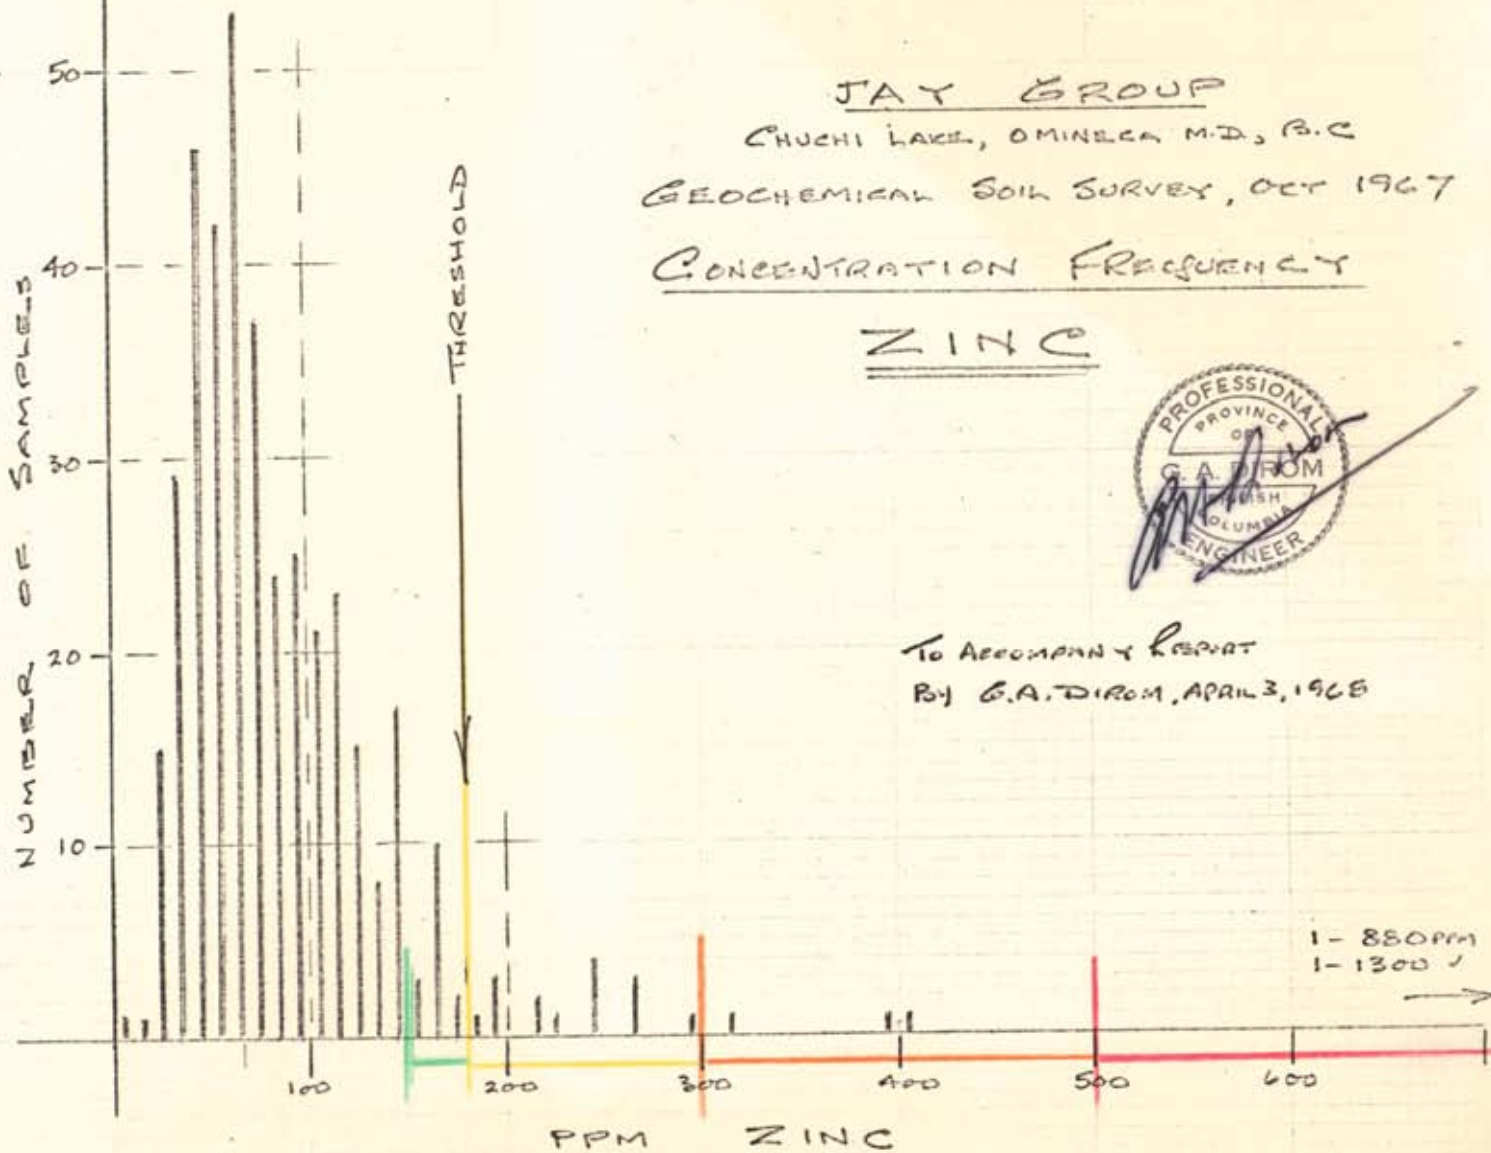 JAY GROUP
CHUCHI LAKE, OMINECA M.D., B.C
GEOCHEMICAL SOIL SURVEY, OCT 1967
CONCENTRATION FREQUENCY
ZINC
PROFESSIONAL
PROVINCE
OF
G. A. DIROM
COLUMBIA
ENGINEER
TO ACCOMPANY REPORT
BY G.A. DIROM, APRIL 3, 1968
THRESHOLD
NUMBER OF SAMPLES
50
40
30
20
10
1 - 880 PPM
1 - 1300
100 200 300 400 500 600
PPM ZINC